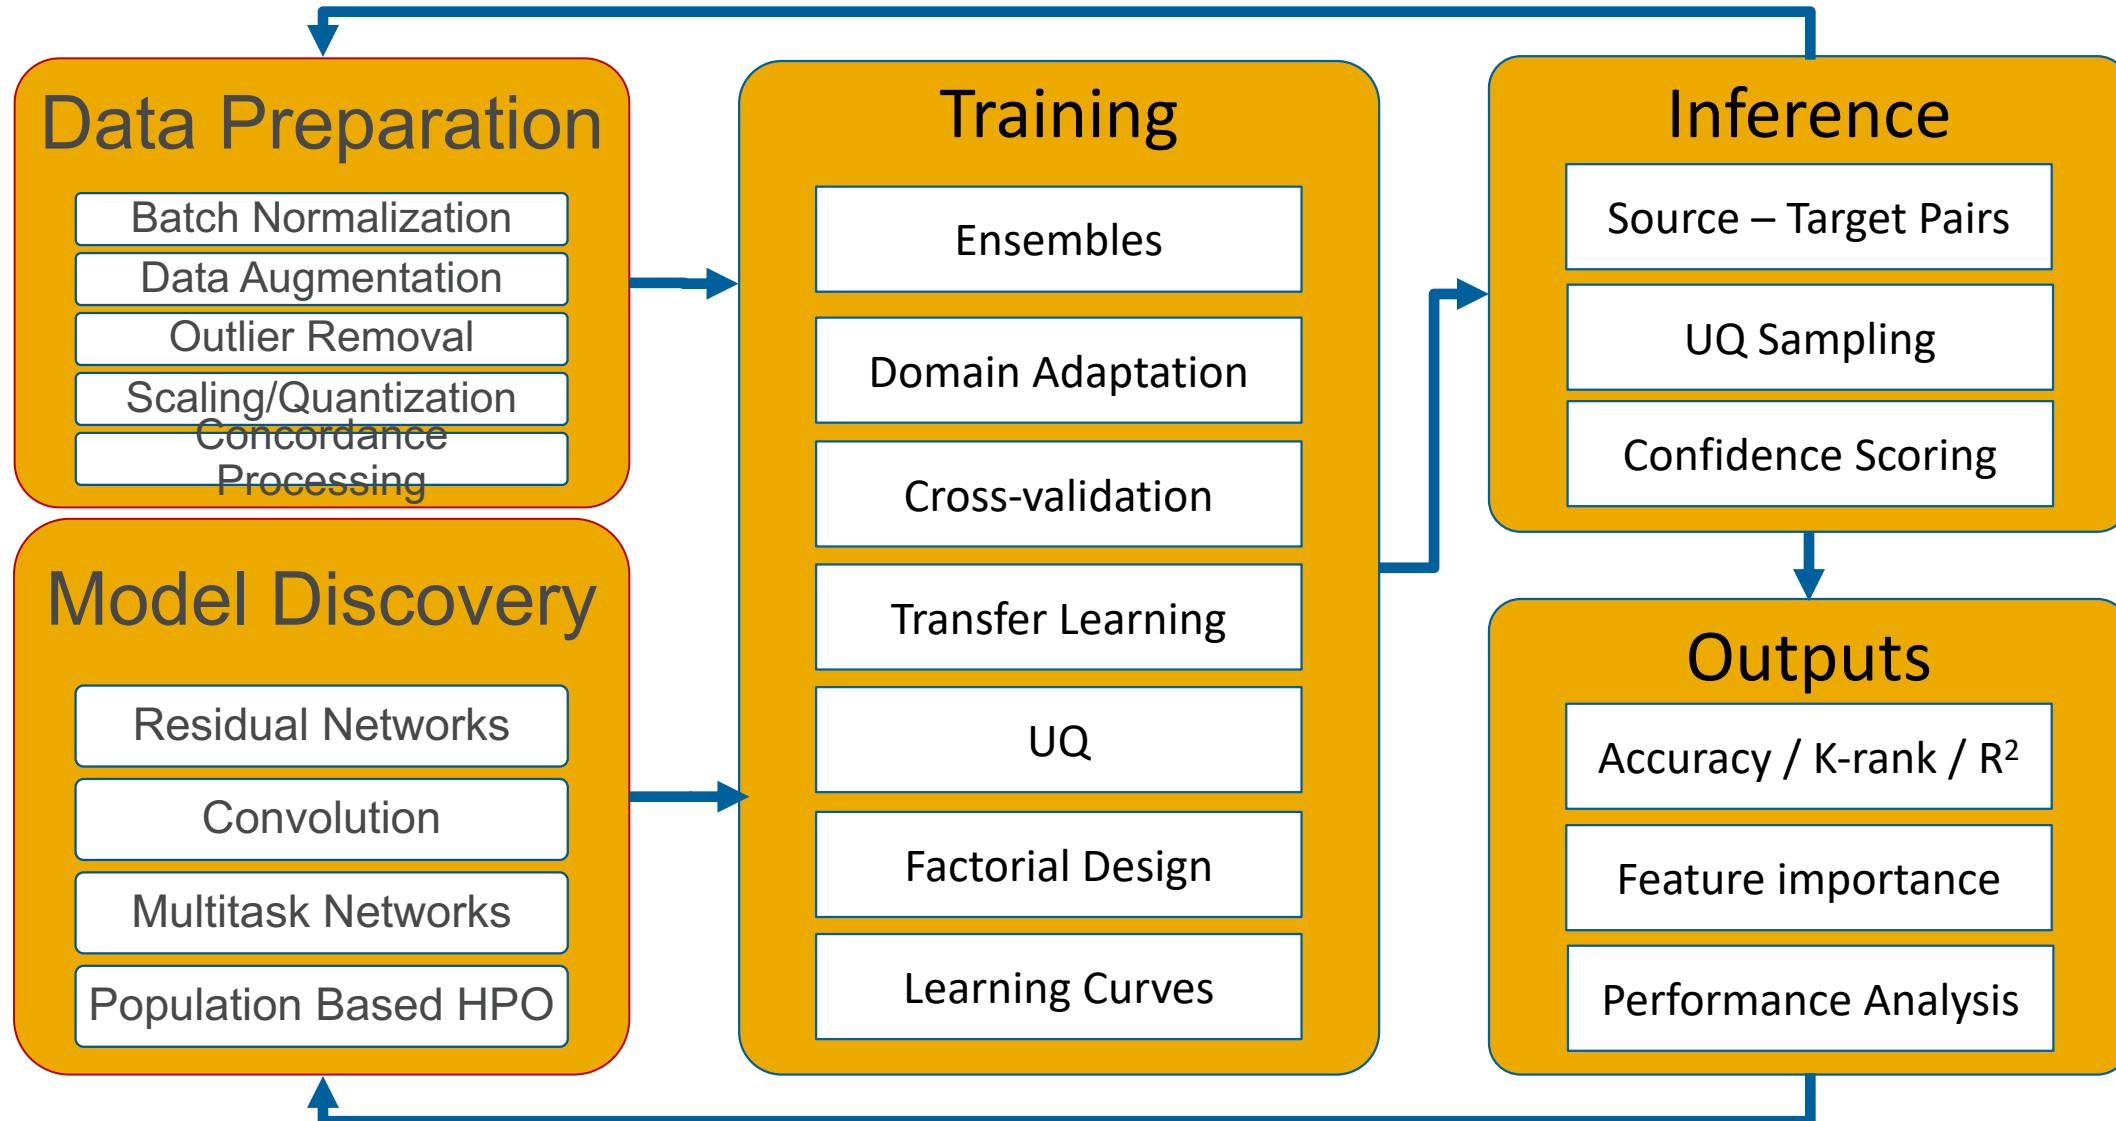 Data Preparation
Batch Normalization
Data Augmentation
Outlier Removal
Scaling/Quantization
Concordance
Processing
Model Discovery
Residual Networks
Convolution
Multitask Networks
Population Based HPO
Training
Ensembles
Domain Adaptation
Cross-validation
Transfer Learning
UQ
Factorial Design
Learning Curves
Inference
Source – Target Pairs
UQ Sampling
Confidence Scoring
Outputs
Accuracy / K-rank / R²
Feature importance
Performance Analysis